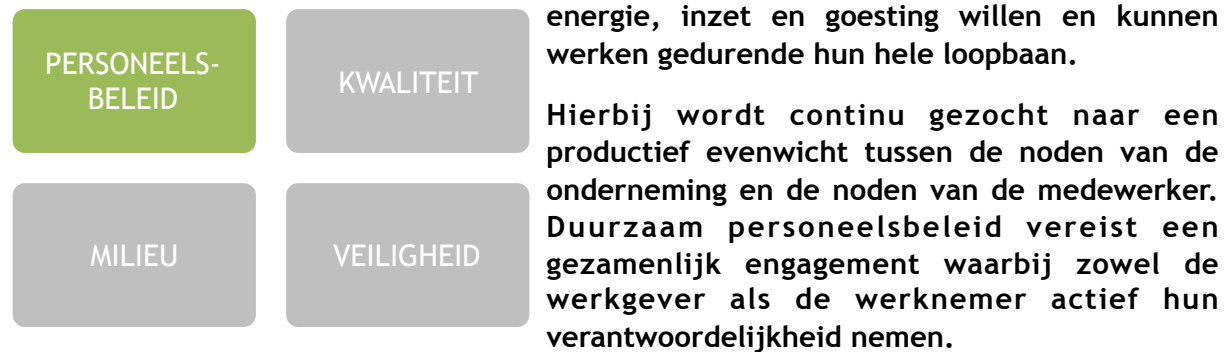 PERSONEELS-
BELEID
KWALITEIT
MILIEU
VEILIGHEID
energie, inzet en goesting willen en kunnen
werken gedurende hun hele loopbaan.
Hierbij wordt continu gezocht naar een
productief evenwicht tussen de noden van de
onderneming en de noden van de medewerker.
Duurzaam personeelsbeleid vereist een
gezamenlijk engagement waarbij zowel de
werkgever als de werknemer actief hun
verantwoordelijkheid nemen.